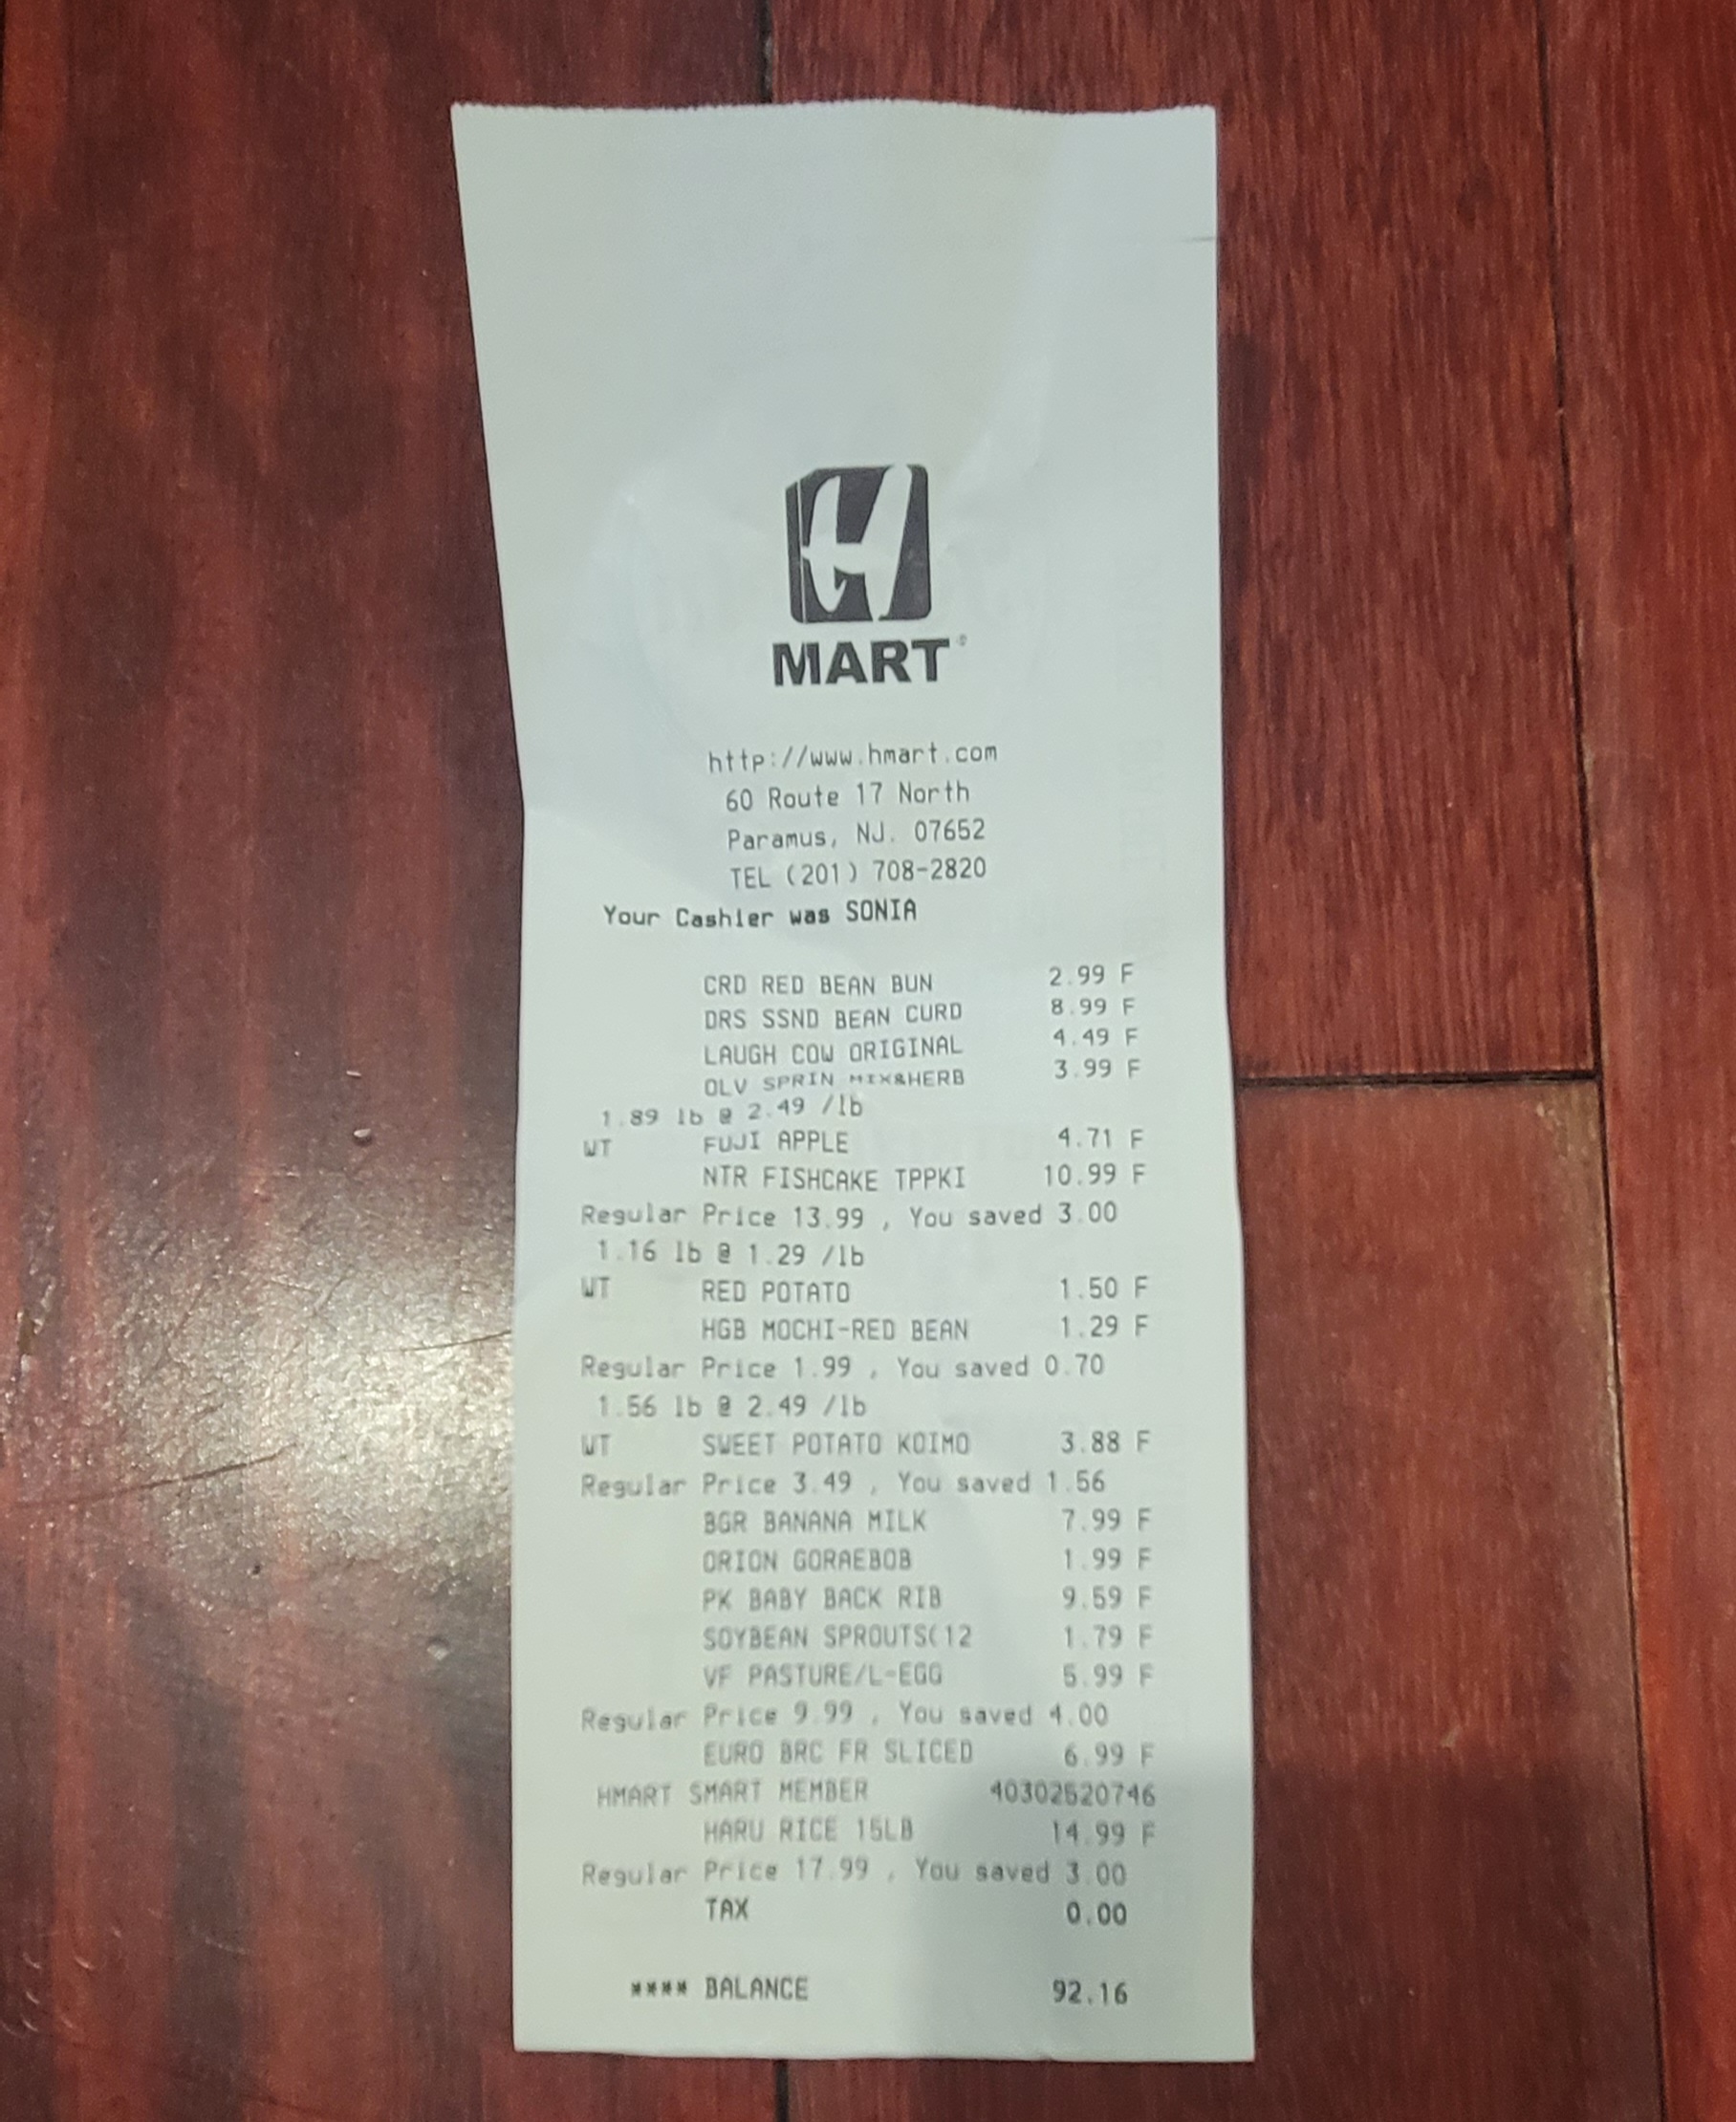 H
MART
http://www.hmart.com
60 Route 17 North
Paramus, NJ. 07652
TEL (201) 708-2820
Your Cashier was SONIA
CRD RED BEAN BUN 2.99 F
DRS SSND BEAN CURD 8.99 F
LAUGH COW ORIGINAL 4.49 F
OLV SPRIN MIX&HERB 3.99 F
1.89 lb @ 2.49 /lb
WT FUJI APPLE 4.71 F
NTR FISHCAKE TPPKI 10.99 F
Regular Price 13.99 , You saved 3.00
1.16 lb @ 1.29 /lb
WT RED POTATO 1.50 F
HGB MOCHI-RED BEAN 1.29 F
Regular Price 1.99 , You saved 0.70
1.56 lb @ 2.49 /lb
WT SWEET POTATO KOIMO 3.88 F
Regular Price 3.49 , You saved 1.56
BGR BANANA MILK 7.99 F
ORION GORAEBOB 1.99 F
PK BABY BACK RIB 9.59 F
SOYBEAN SPROUTS(12 1.79 F
VF PASTURE/L-EGG 5.99 F
Regular Price 9.99 , You saved 4.00
EURO BRC FR SLICED 6.99 F
HMART SMART MEMBER 40302520746
HARU RICE 15LB 14.99 F
Regular Price 17.99 , You saved 3.00
TAX 0.00
**** BALANCE 92.16